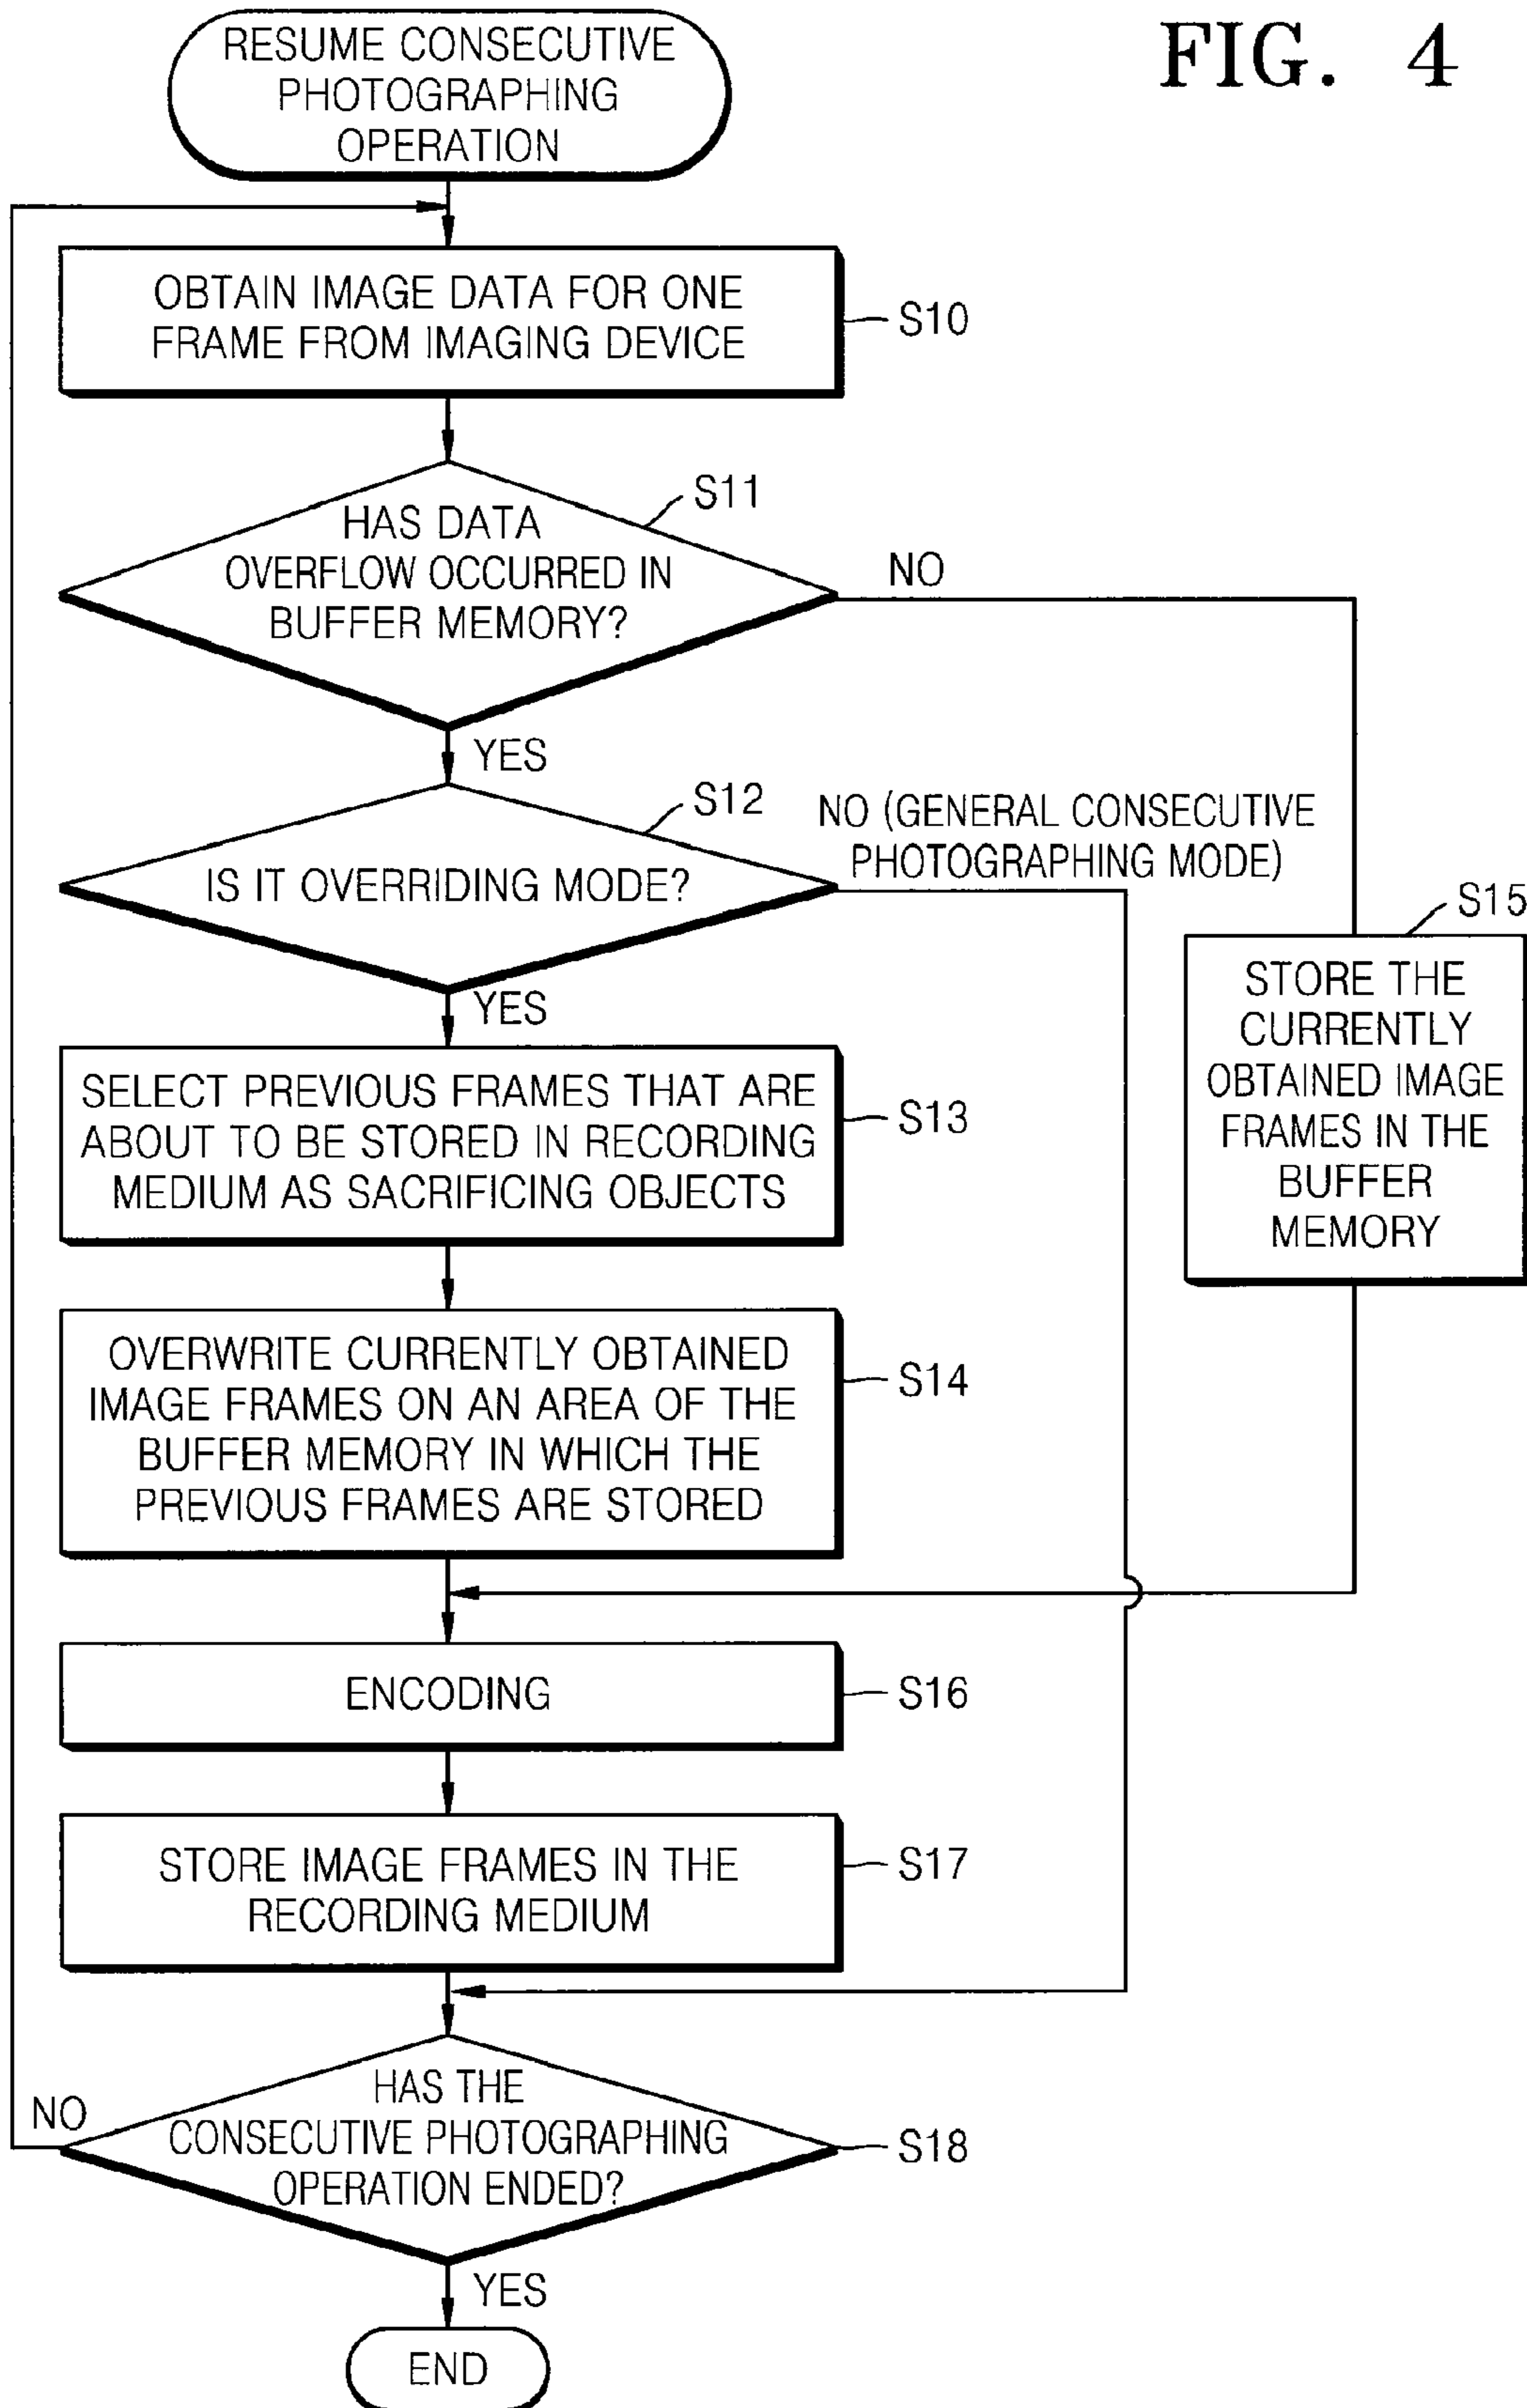 FIG. 4
RESUME CONSECUTIVE
PHOTOGRAPHING
OPERATION
OBTAIN IMAGE DATA FOR ONE
FRAME FROM IMAGING DEVICE
S10
S11
HAS DATA
OVERFLOW OCCURRED IN
BUFFER MEMORY?
NO
YES
S12
IS IT OVERRIDING MODE?
NO (GENERAL CONSECUTIVE
PHOTOGRAPHING MODE)
YES
S15
STORE THE
CURRENTLY
OBTAINED IMAGE
FRAMES IN THE
BUFFER
MEMORY
SELECT PREVIOUS FRAMES THAT ARE
ABOUT TO BE STORED IN RECORDING
MEDIUM AS SACRIFICING OBJECTS
S13
OVERWRITE CURRENTLY OBTAINED
IMAGE FRAMES ON AN AREA OF THE
BUFFER MEMORY IN WHICH THE
PREVIOUS FRAMES ARE STORED
S14
ENCODING
S16
STORE IMAGE FRAMES IN THE
RECORDING MEDIUM
S17
HAS THE
CONSECUTIVE PHOTOGRAPHING
OPERATION ENDED?
S18
NO
YES
END